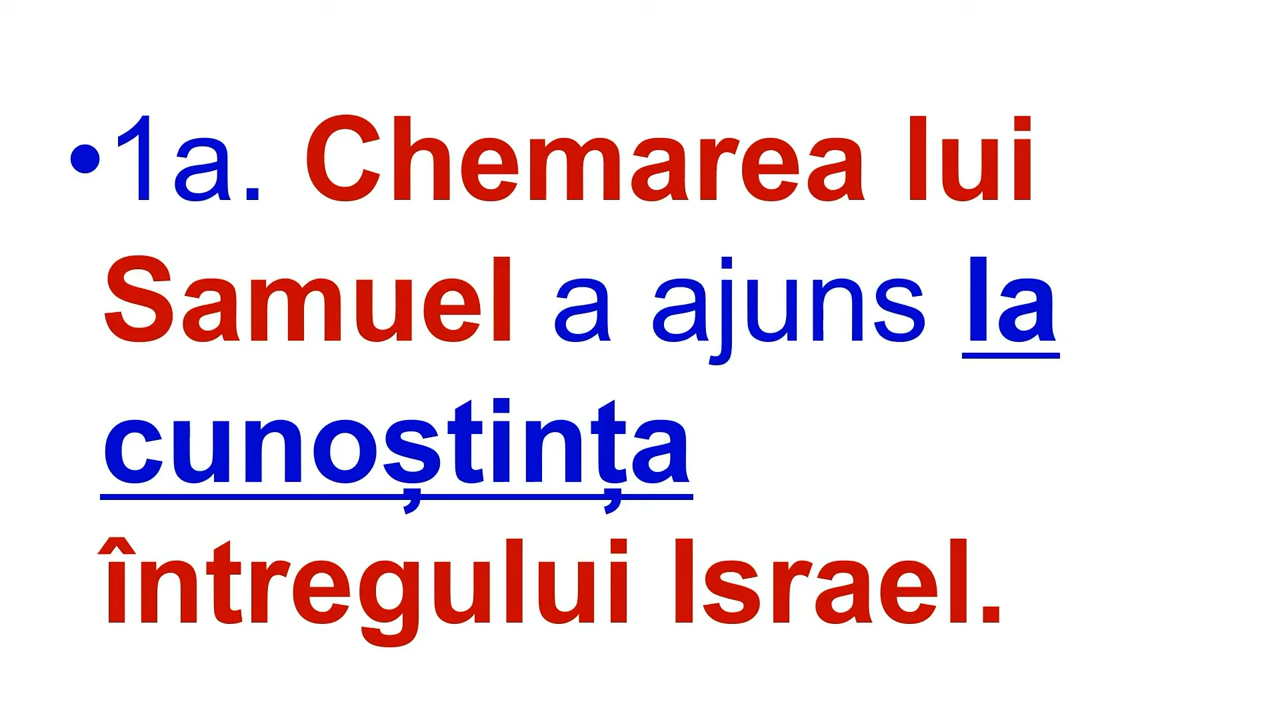 •1a. Chemarea lui
Samuel a ajuns la
cunoștința
întregului Israel.